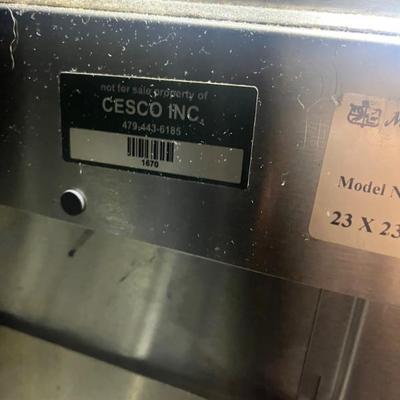 not for sale property of
CESCO INC.
479-443-6185
1670
Model N
23 X 23